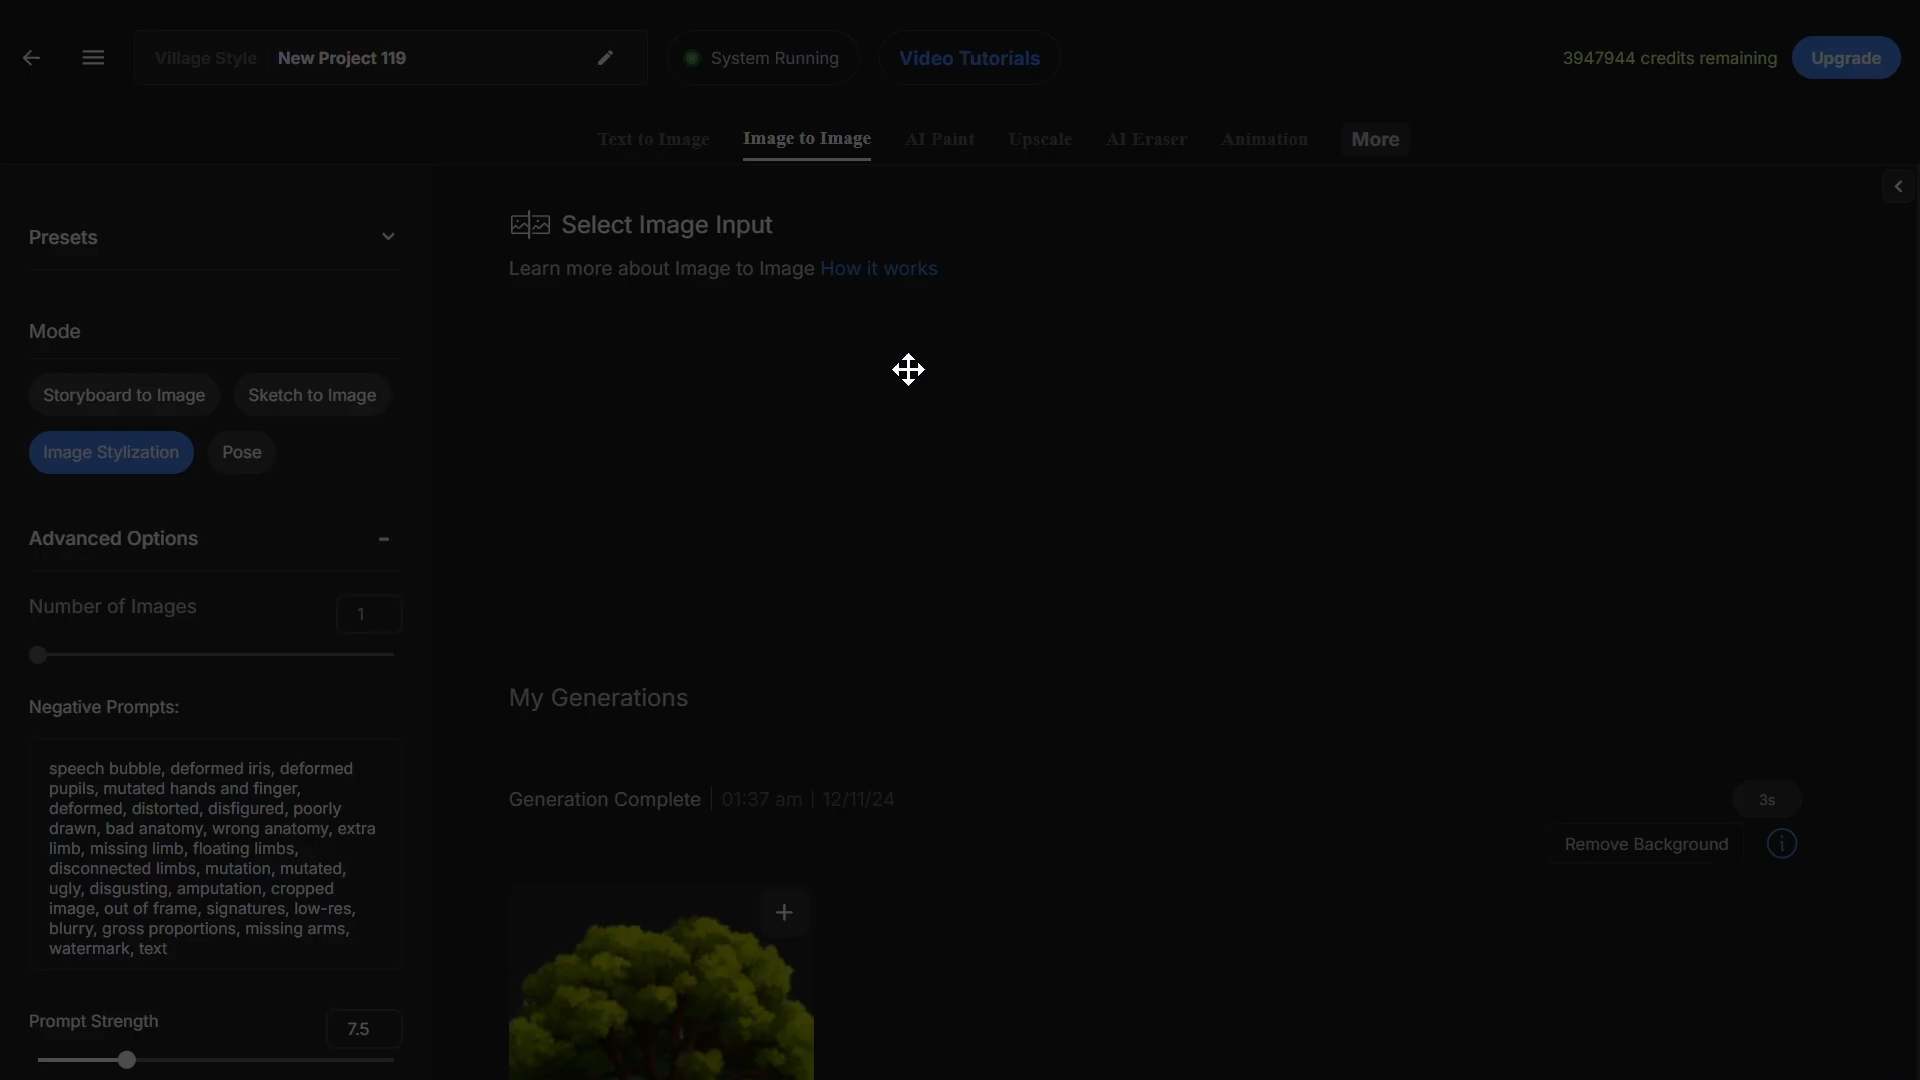 Village Style New Project 119
System Running
Video Tutorials
3947944 credits remaining
Upgrade
Text to Image
Image to Image
AI Paint
Upscale
AI Eraser
Animation
More
Presets
Select Image Input
Learn more about Image to Image How it works
Mode
Storyboard to Image
Sketch to Image
Image Stylization
Pose
Advanced Options
Number of Images
1
Negative Prompts:
speech bubble, deformed iris, deformed
pupils, mutated hands and finger,
deformed, distorted, disfigured, poorly
drawn, bad anatomy, wrong anatomy, extra
limb, missing limb, floating limbs,
disconnected limbs, mutation, mutated,
ugly, disgusting, amputation, cropped
image, out of frame, signatures, low-res,
blurry, gross proportions, missing arms,
watermark, text
Prompt Strength
7.5
My Generations
Generation Complete | 01:37 am | 12/11/24
3s
Remove Background